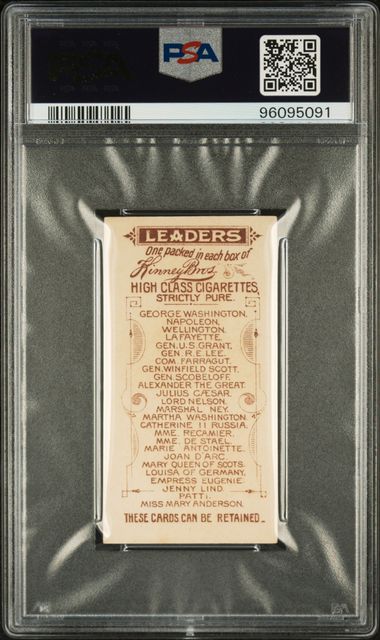 PSA
96095091
LEADERS
One packed in each box of
Kinney Bros
HIGH CLASS CIGARETTES
STRICTLY PURE.
GEORGE WASHINGTON,
NAPOLEON,
WELLINGTON.
LA FAYETTE.
GEN. U.S. GRANT.
GEN. R.E. LEE.
COM. FARRAGUT.
GEN. WINFIELD SCOTT.
GEN. SCOBELOFF.
ALEXANDER THE GREAT.
JULIUS CÆSAR.
LORD NELSON.
MARSHAL NEY.
MARTHA WASHINGTON.
CATHERINE II RUSSIA.
MME. RECAMIER.
MME. DE STAEL.
MARIE ANTOINETTE.
JOAN D'ARC.
MARY QUEEN OF SCOTS.
LOUISA OF GERMANY.
EMPRESS EUGENIE.
JENNY LIND.
PATTI.
MISS MARY ANDERSON.
THESE CARDS CAN BE RETAINED.